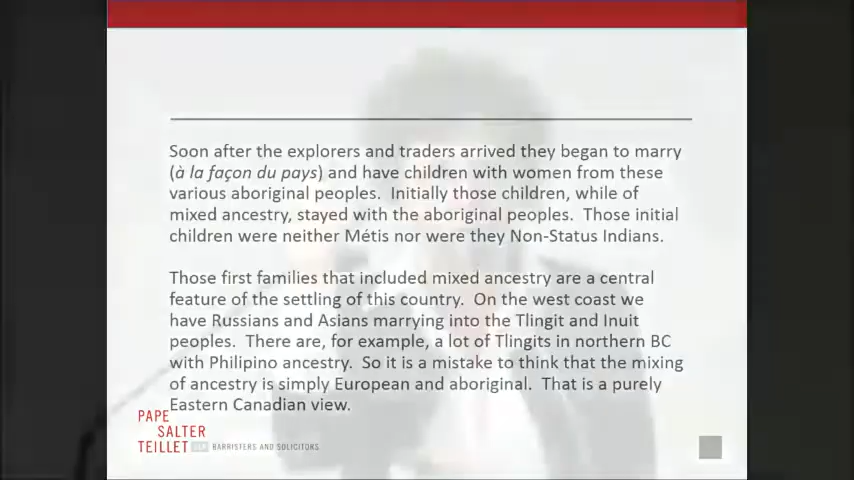 Soon after the explorers and traders arrived they began to marry
(à la façon du pays) and have children with women from these
various aboriginal peoples.  Initially those children, while of
mixed ancestry, stayed with the aboriginal peoples.  Those initial
children were neither Métis nor were they Non-Status Indians.
Those first families that included mixed ancestry are a central
feature of the settling of this country.  On the west coast we
have Russians and Asians marrying into the Tlingit and Inuit
peoples.  There are, for example, a lot of Tlingits in northern BC
with Philipino ancestry.  So it is a mistake to think that the mixing
of ancestry is simply European and aboriginal.  That is a purely
Eastern Canadian view.
PAPE
SALTER
TEILLET LLP BARRISTERS AND SOLICITORS